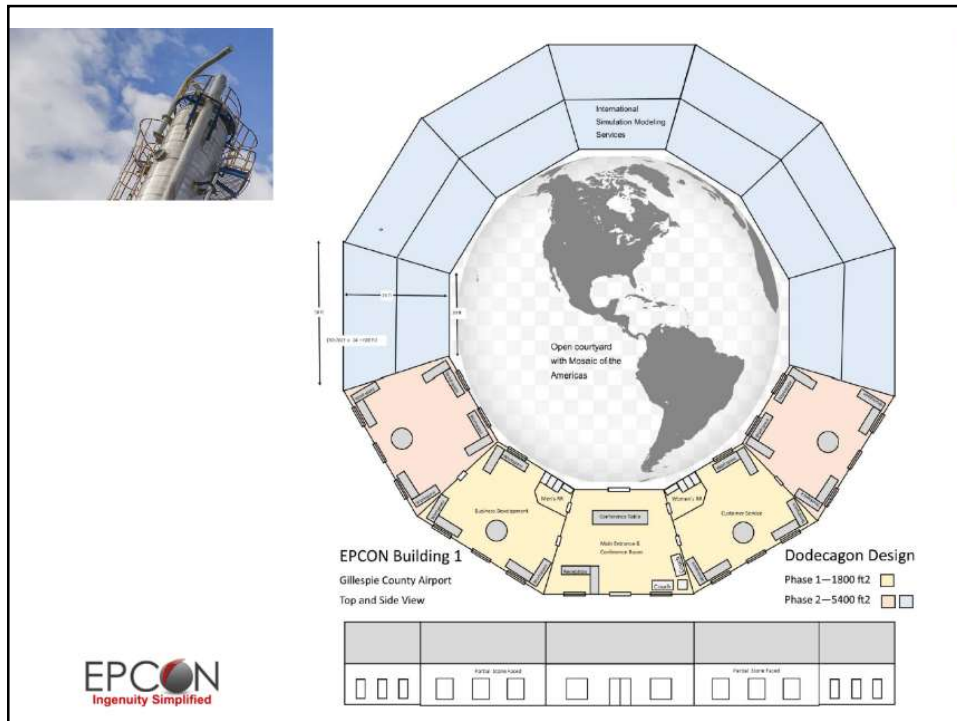 International
Simulation Modeling
Services
Open courtyard
with Mosaic of the
Americas
Men's RR
Women's RR
Business Development
Conference Table
Customer Service
Main Entrance &
Conference Room
Reception
Couch
EPCON Building 1
Gillespie County Airport
Top and Side View
Dodecagon Design
Phase 1—1800 ft2
Phase 2—5400 ft2
Partial Stone Faced
Partial Stone Faced
EPCON
Ingenuity Simplified